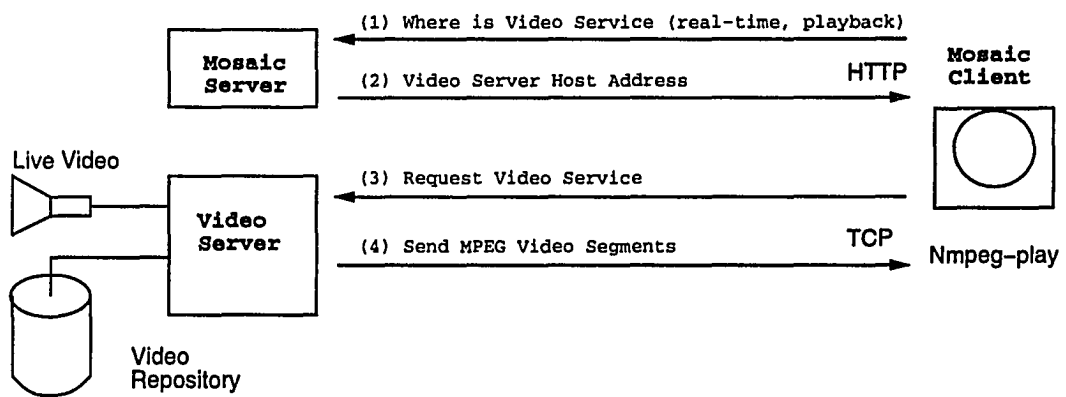 (1) Where is Video Service (real-time, playback)
Mosaic
Server
(2) Video Server Host Address
HTTP
Mosaic
Client
Live Video
(3) Request Video Service
Video
Server
(4) Send MPEG Video Segments
TCP
Nmpeg-play
Video
Repository